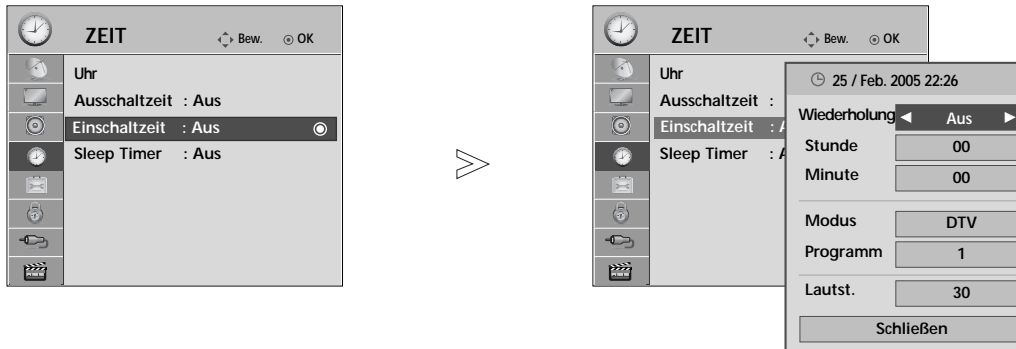 ZEIT Bew. OK
Uhr
Ausschaltzeit : Aus
Einschaltzeit : Aus
Sleep Timer : Aus
ZEIT Bew. OK
Uhr
Ausschaltzeit :
Einschaltzeit :
Sleep Timer :
25 / Feb. 2005 22:26
Wiederholung Aus
Stunde 00
Minute 00
Modus DTV
Programm 1
Lautst. 30
Schließen